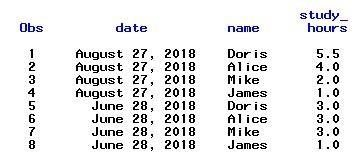 study_
Obs date name hours
1 August 27, 2018 Doris 5.5
2 August 27, 2018 Alice 4.0
3 August 27, 2018 Mike 2.0
4 August 27, 2018 James 1.0
5 June 28, 2018 Doris 3.0
6 June 28, 2018 Alice 3.0
7 June 28, 2018 Mike 3.0
8 June 28, 2018 James 1.0